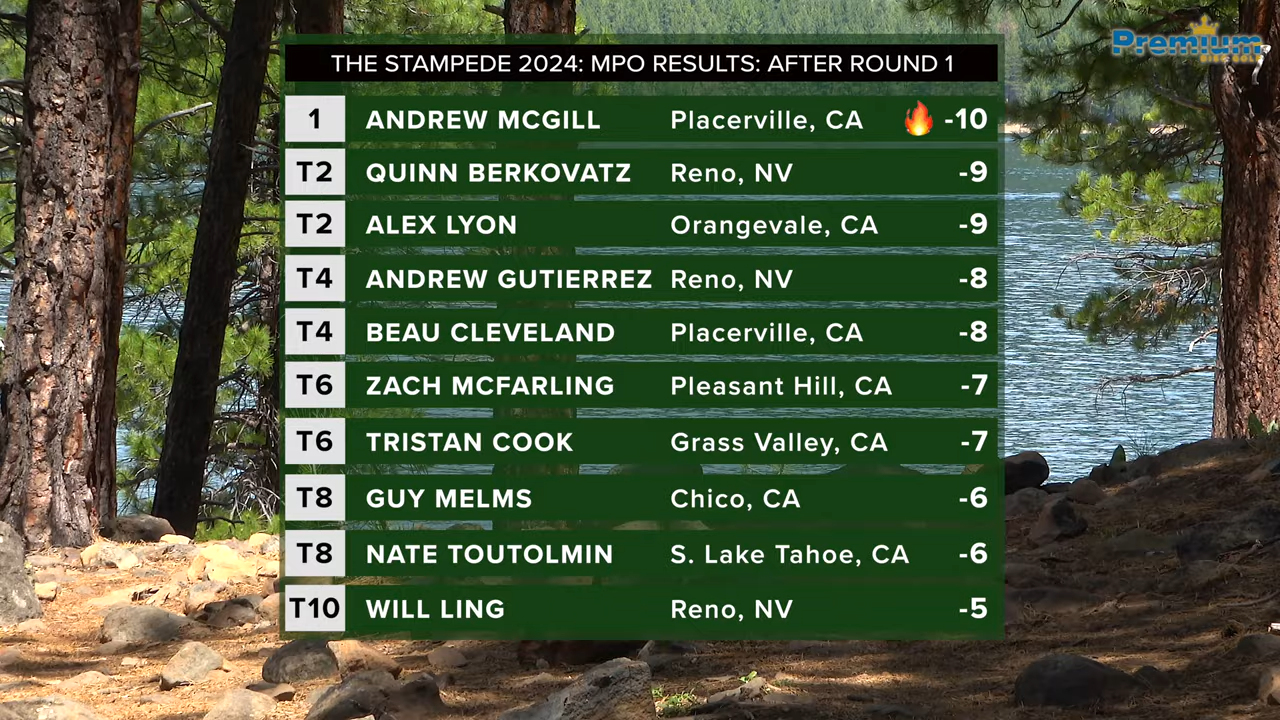 Premium
DISC GOLF
THE STAMPEDE 2024: MPO RESULTS: AFTER ROUND 1
1 ANDREW MCGILL Placerville, CA -10
T2 QUINN BERKOVATZ Reno, NV -9
T2 ALEX LYON Orangevale, CA -9
T4 ANDREW GUTIERREZ Reno, NV -8
T4 BEAU CLEVELAND Placerville, CA -8
T6 ZACH MCFARLING Pleasant Hill, CA -7
T6 TRISTAN COOK Grass Valley, CA -7
T8 GUY MELMS Chico, CA -6
T8 NATE TOUTOLMIN S. Lake Tahoe, CA -6
T10 WILL LING Reno, NV -5